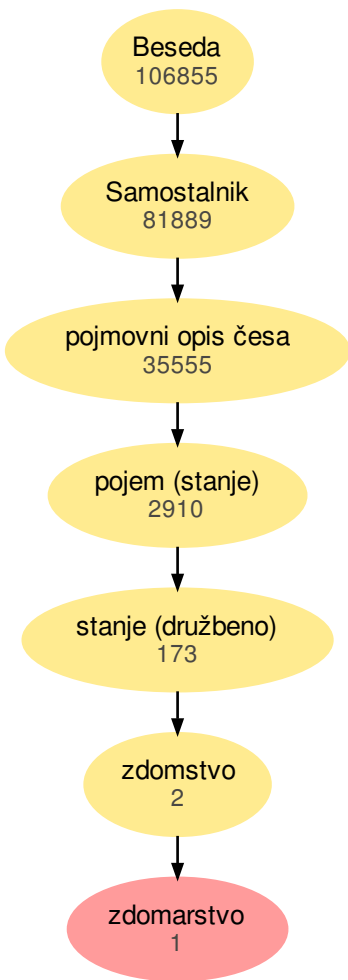 Beseda
106855
Samostalnik
81889
pojmovni opis česa
35555
pojem (stanje)
2910
stanje (družbeno)
173
zdomstvo
2
zdomarstvo
1